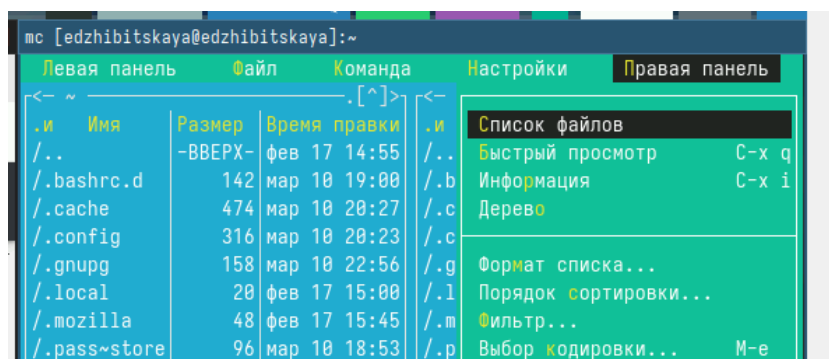 mc [edzhibitskaya@edzhibitskaya]:~
Левая панель Файл Команда Настройки Правая панель
<- ~ .[^]> <-
.и Имя Размер Время правки .и Список файлов
/.. -ВВЕРХ- фев 17 14:55 /.. Быстрый просмотр C-x q
/.bashrc.d 142 мар 10 19:00 /.b Информация C-x i
/.cache 474 мар 10 20:27 /.c Дерево
/.config 316 мар 10 20:23 /.c
/.gnupg 158 мар 10 22:56 /.g Формат списка...
/.local 20 фев 17 15:00 /.l Порядок сортировки...
/.mozilla 48 фев 17 15:45 /.m Фильтр...
/.pass~store 96 мар 10 18:53 /.p Выбор кодировки... M-e